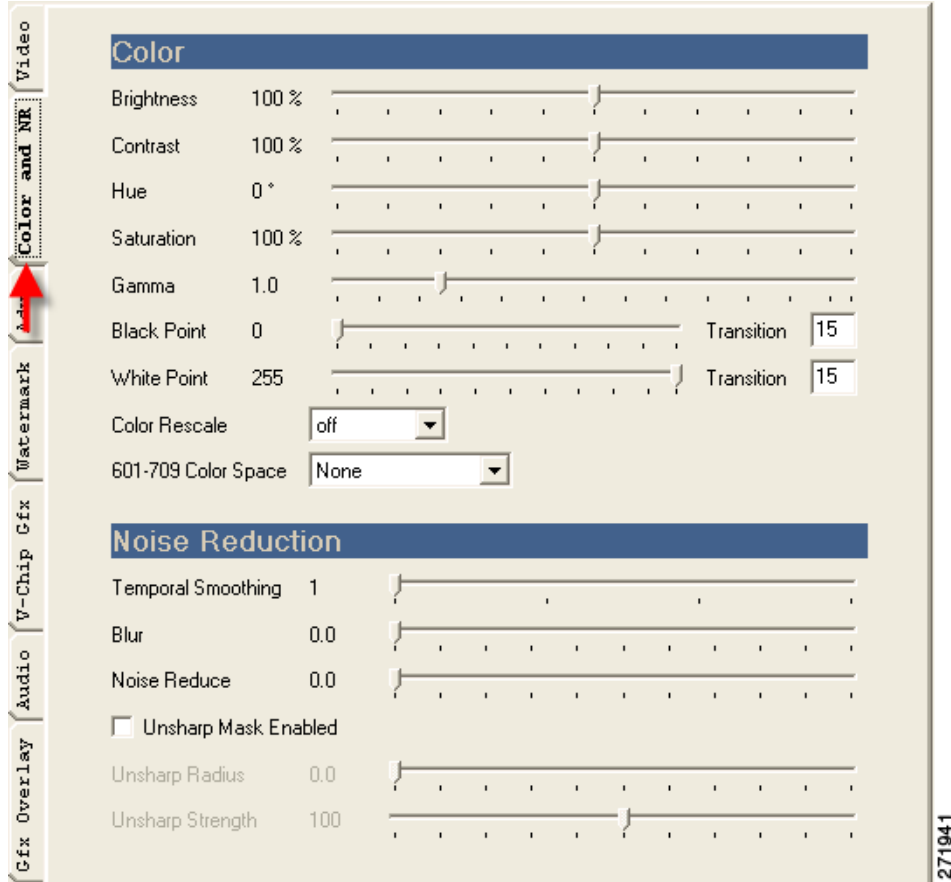 Video
Color and NR
Watermark
V-Chip Gfx
Audio
Gfx Overlay
Color
Brightness 100 %
Contrast 100 %
Hue 0 °
Saturation 100 %
Gamma 1.0
Black Point 0 Transition 15
White Point 255 Transition 15
Color Rescale off
601-709 Color Space None
Noise Reduction
Temporal Smoothing 1
Blur 0.0
Noise Reduce 0.0
Unsharp Mask Enabled
Unsharp Radius 0.0
Unsharp Strength 100
271941